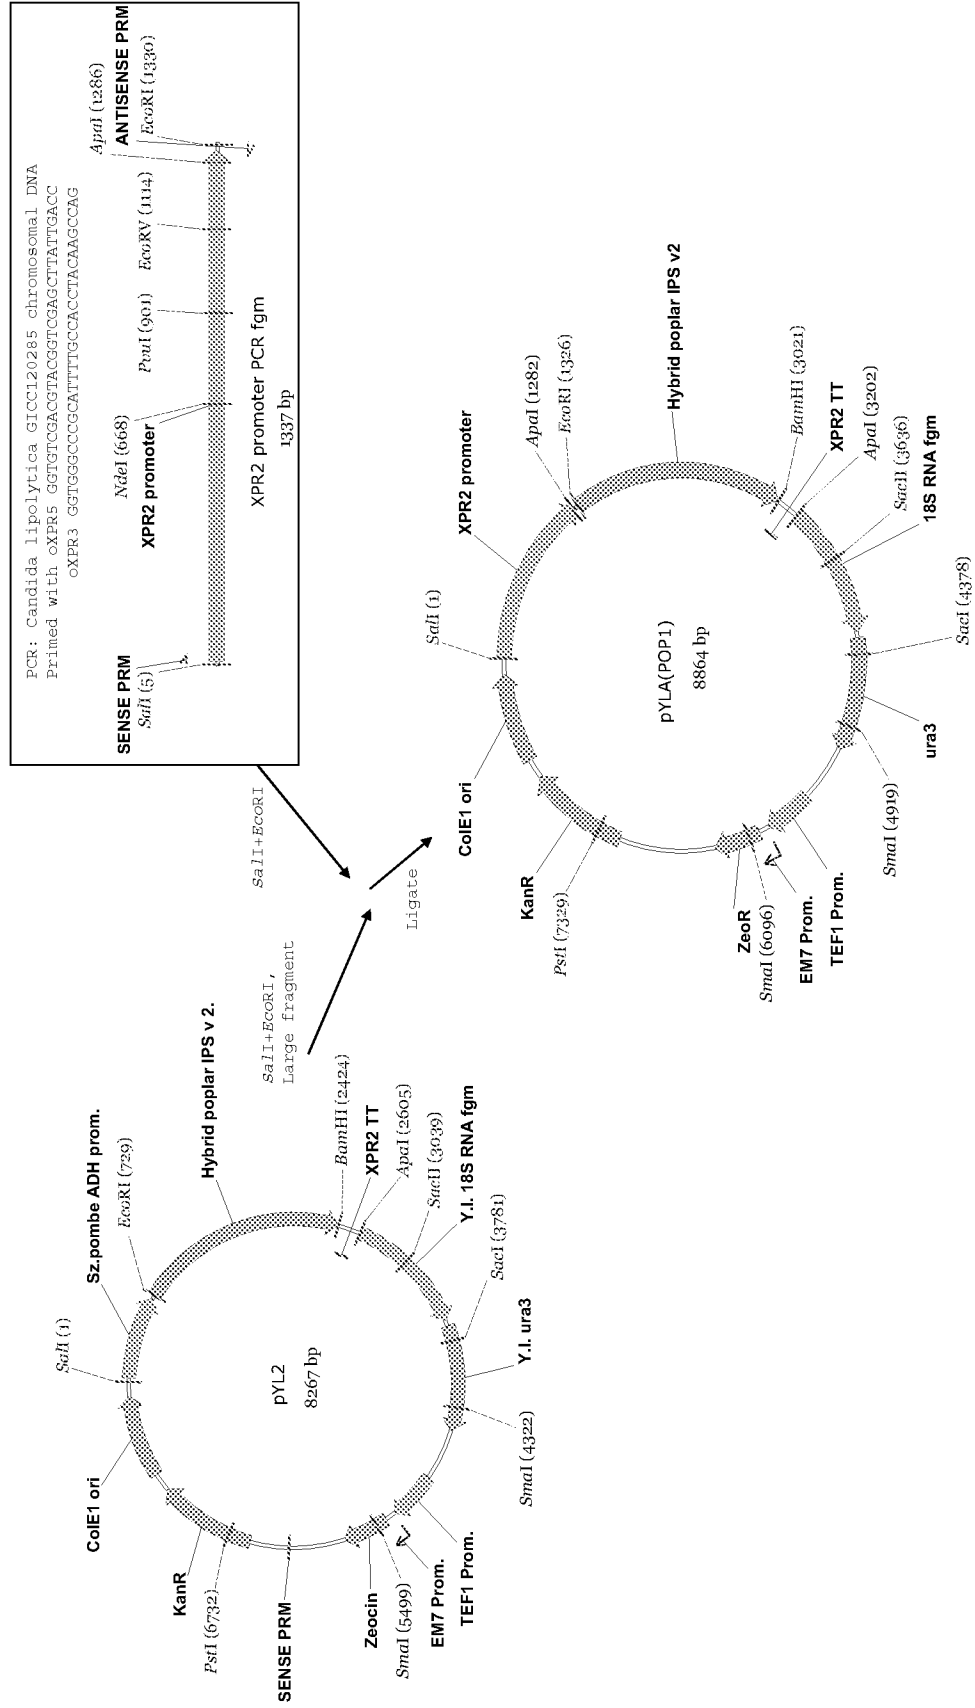 PCR: Candida lipolytica GICC120285 chromosomal DNA
Primed with oXPR5 GGTGTCGACGTACGGTCGAGCTTATTGACC
oXPR3 GGTGGGCCCGCATTTTGCCACCTACAAGCCAG
SENSE PRM
SalI (5)
NdeI (668)
XPR2 promoter
PvuI (901)
EcoRV (1114)
ApaI (1286)
ANTISENSE PRM
EcoRI (1330)
XPR2 promoter PCR fgm
1337 bp
SalI+EcoRI
SalI+EcoRI,
Large fragment
Ligate
SalI (1)
Sz.pombe ADH prom.
EcoRI (729)
Hybrid poplar IPS v 2.
BamHI (2424)
XPR2 TT
ApaI (2605)
SacII (3039)
Y.l. 18S RNA fgm
SacI (3781)
Y.l. ura3
SmaI (4322)
TEF1 Prom.
EM7 Prom.
SmaI (5499)
Zeocin
SENSE PRM
PstI (6732)
KanR
ColE1 ori
pYL2
8267 bp
SalI (1)
XPR2 promoter
ApaI (1282)
EcoRI (1326)
Hybrid poplar IPS v2
BamHI (3021)
XPR2 TT
ApaI (3202)
SacII (3636)
18S RNA fgm
SacI (4378)
ura3
SmaI (4919)
TEF1 Prom.
EM7 Prom.
SmaI (6096)
ZeoR
PstI (7329)
KanR
ColE1 ori
pYLA(POP1)
8864 bp